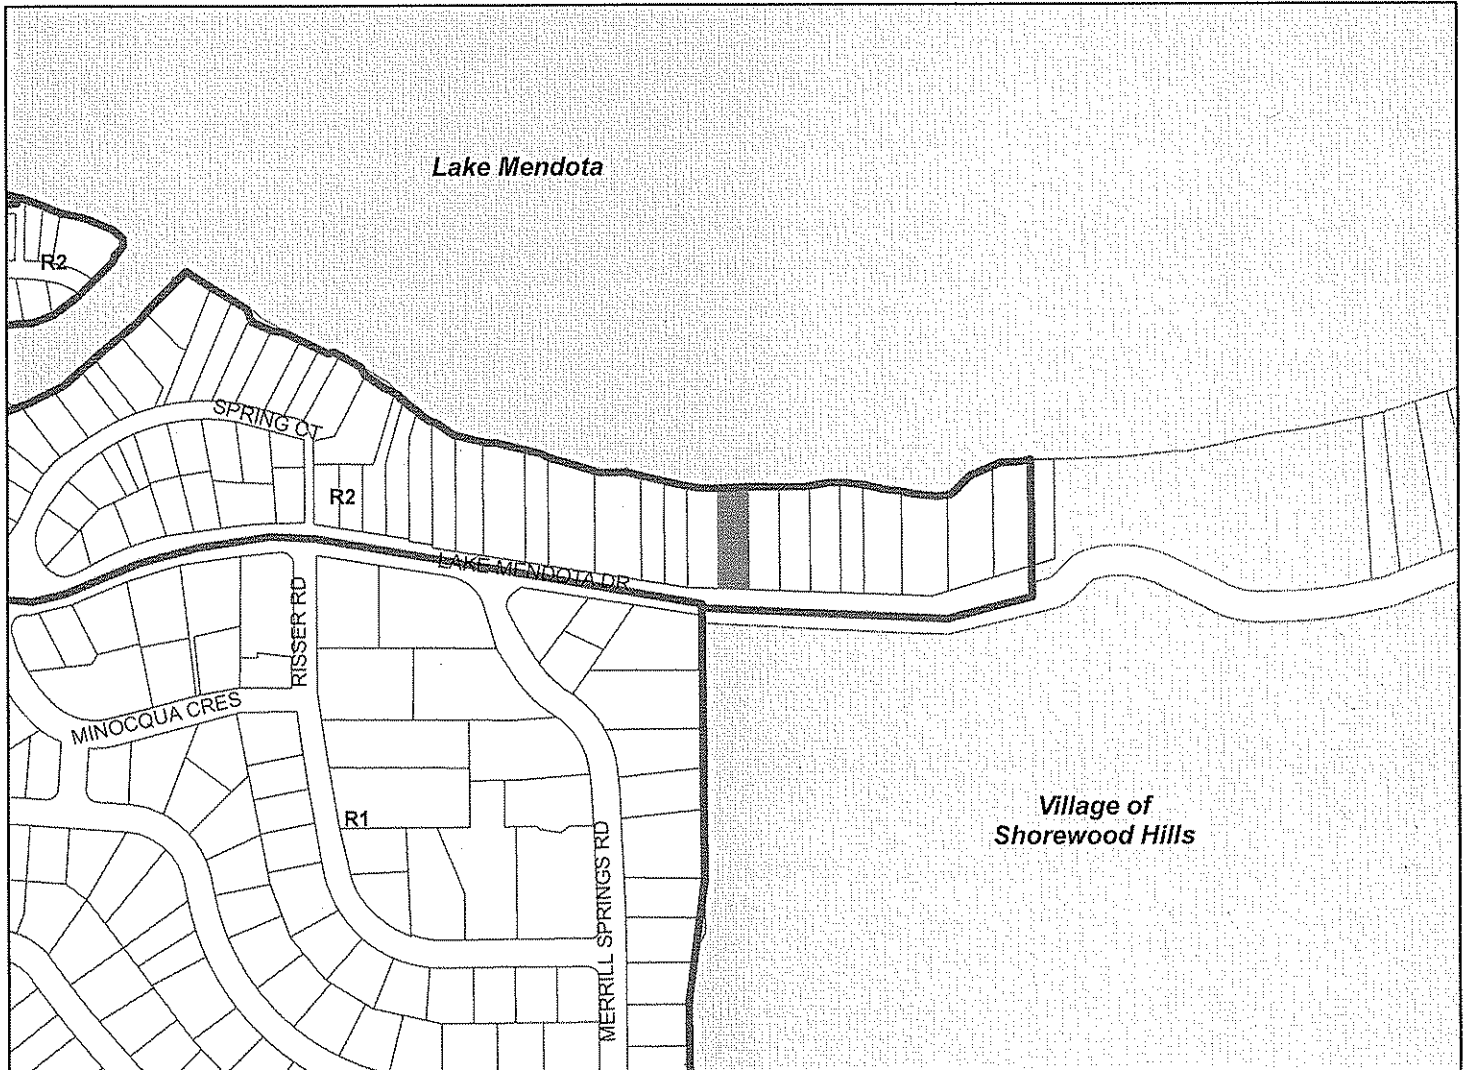 Lake Mendota
R2
SPRING CT
R2
LAKE MENDOTA DR
RISSER RD
MINOCQUA CRES
R1
MERRILL SPRINGS RD
Village of
Shorewood Hills